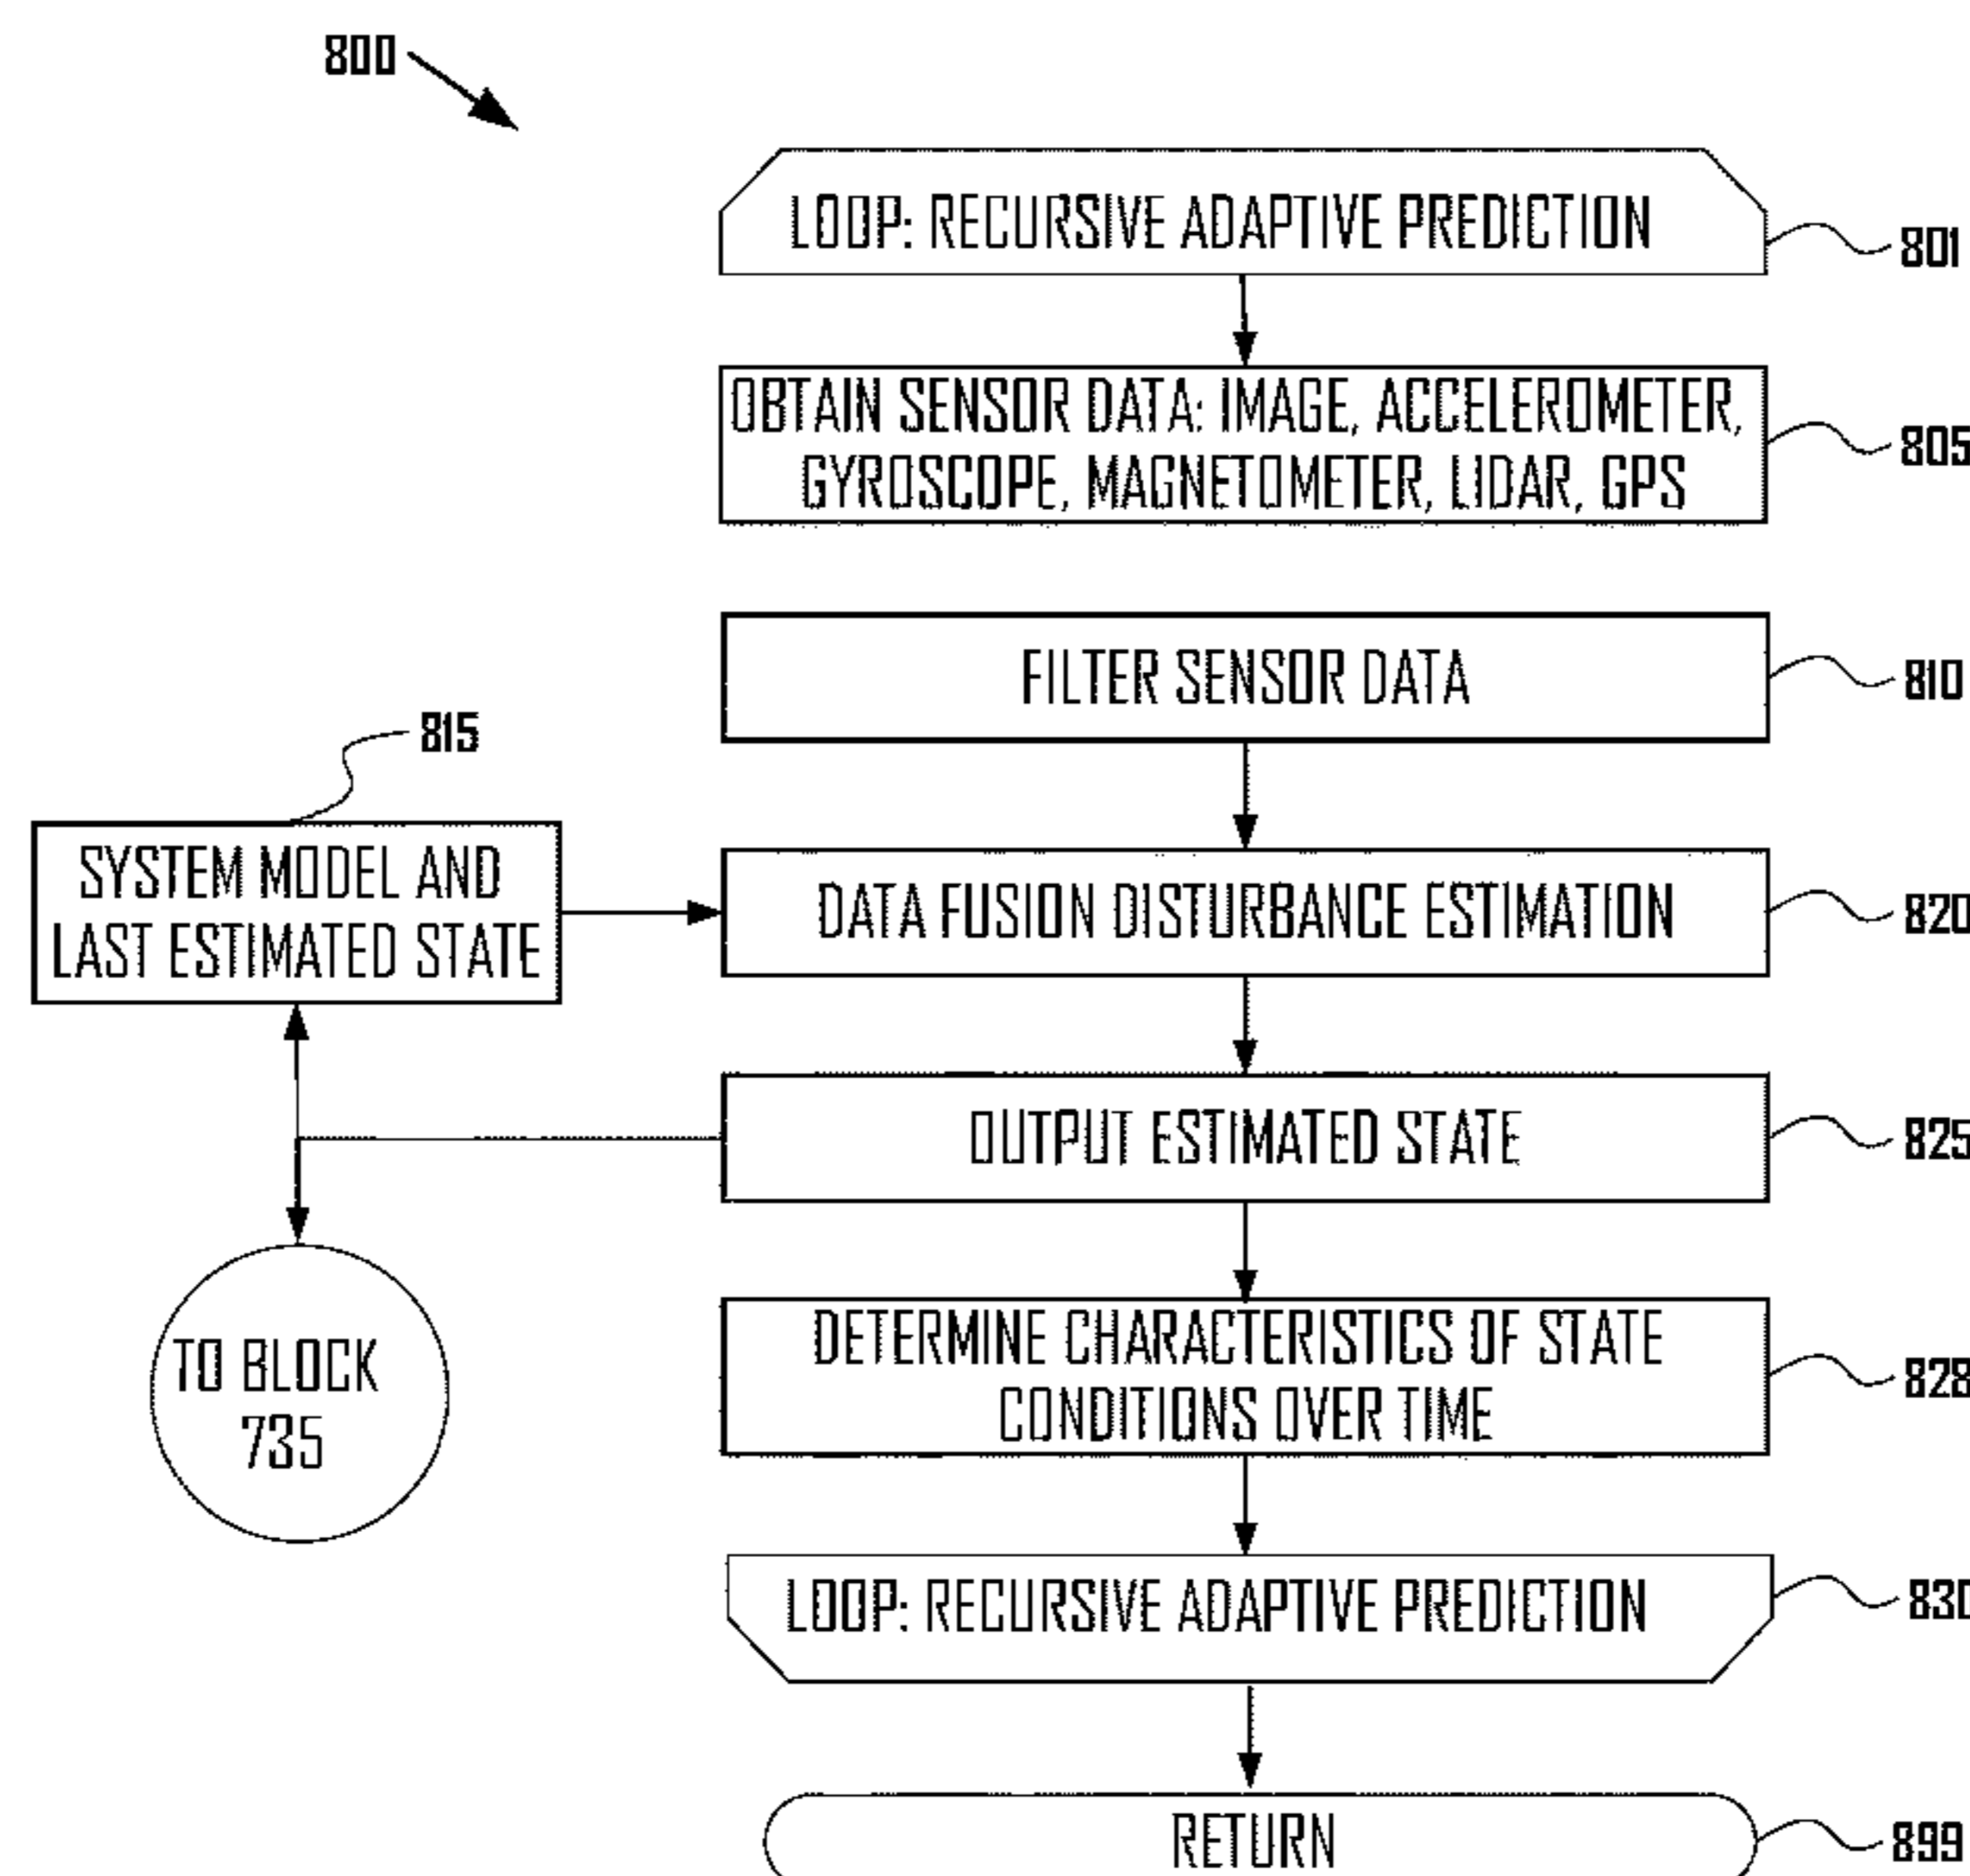 800
LOOP: RECURSIVE ADAPTIVE PREDICTION
801
OBTAIN SENSOR DATA: IMAGE, ACCELEROMETER,
GYROSCOPE, MAGNETOMETER, LIDAR, GPS
805
FILTER SENSOR DATA
810
815
SYSTEM MODEL AND
LAST ESTIMATED STATE
DATA FUSION DISTURBANCE ESTIMATION
820
OUTPUT ESTIMATED STATE
825
TO BLOCK
735
DETERMINE CHARACTERISTICS OF STATE
CONDITIONS OVER TIME
828
LOOP: RECURSIVE ADAPTIVE PREDICTION
830
RETURN
899